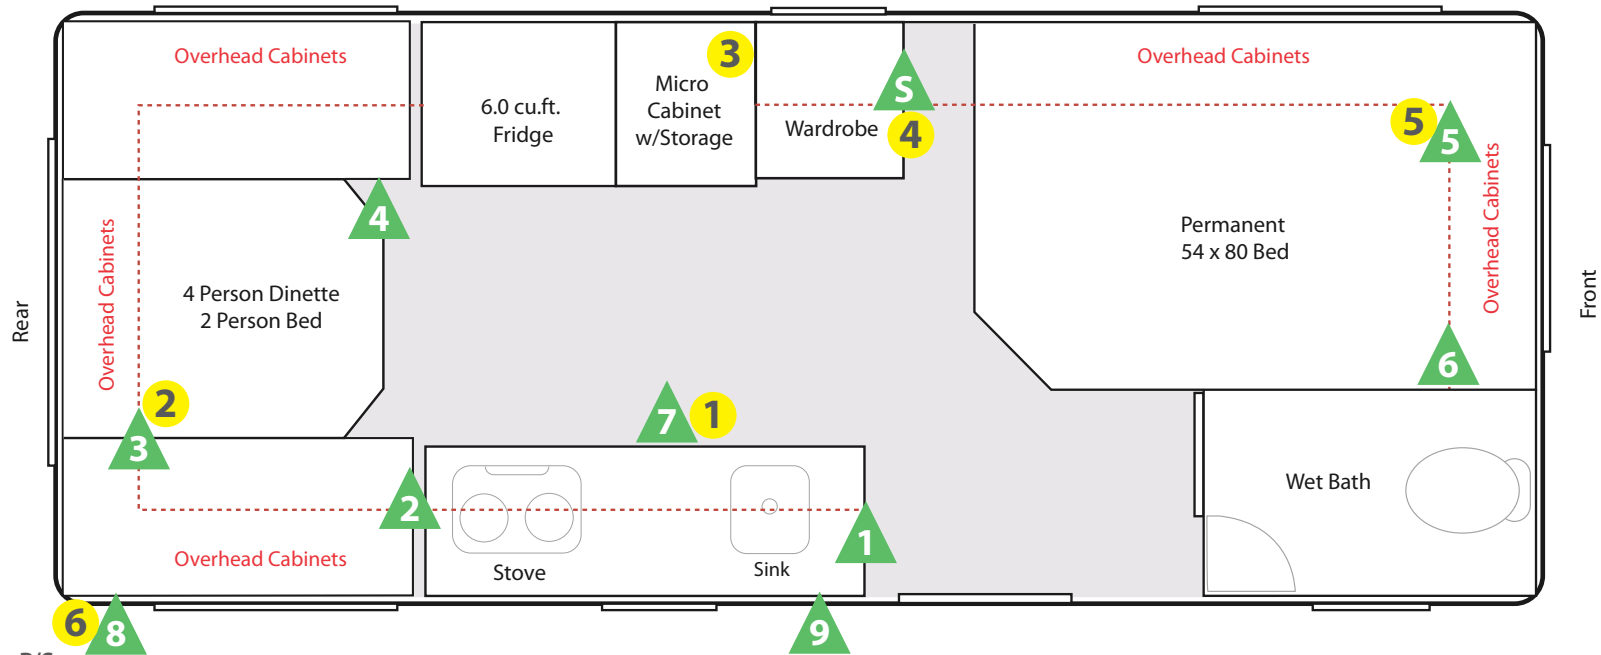 Overhead Cabinets
6.0 cu.ft.
Fridge
3
Micro
Cabinet
w/Storage
S
Wardrobe
4
Overhead Cabinets
5
5
Overhead Cabinets
Permanent
54 x 80 Bed
4
Overhead Cabinets
4 Person Dinette
2 Person Bed
Rear
Front
2
3
7
1
6
2
1
Stove
Sink
Wet Bath
Overhead Cabinets
6
8
9